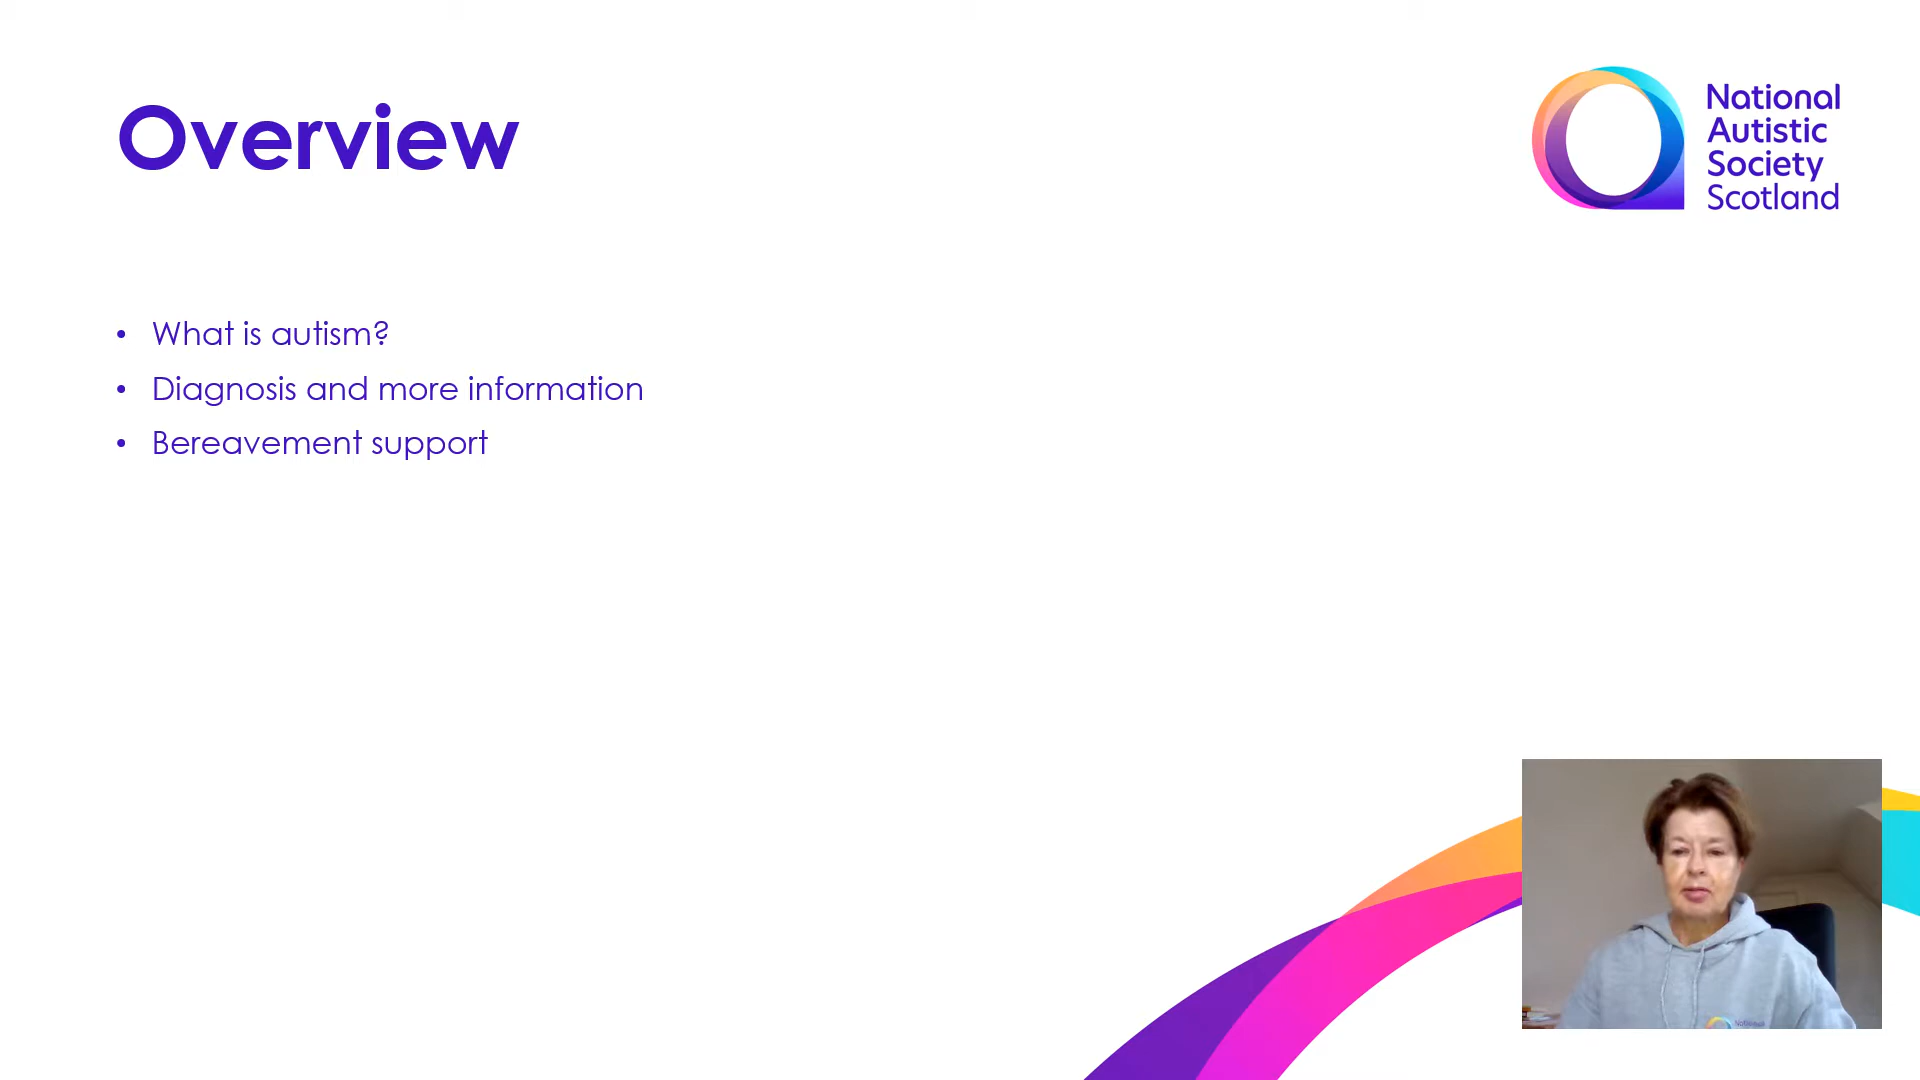 Overview
National
Autistic
Society
Scotland
• What is autism?
• Diagnosis and more information
• Bereavement support